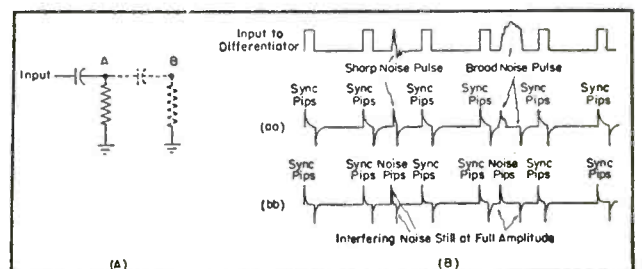 A B
Input
(A)
Input to
Differentiator
Sharp Noise Pulse Broad Noise Pulse
Sync Sync Sync Sync Sync Sync
Pips Pips Pips Pips Pips Pips
(aa)
Sync Sync Noise Sync Sync Noise Sync Sync
Pips Pips Pips Pips Pips Pips Pips Pips
(bb)
Interfering Noise Still at Full Amplitude
(B)